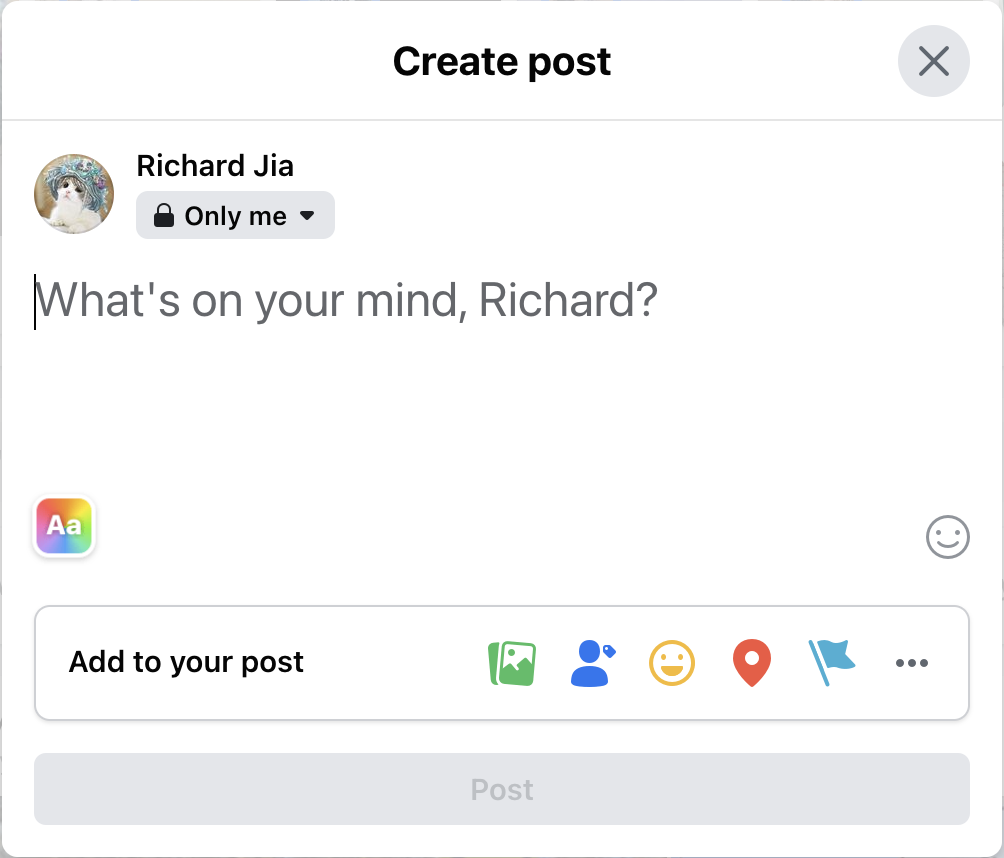 Create post
Richard Jia
Only me
What's on your mind, Richard?
Aa
Add to your post
Post